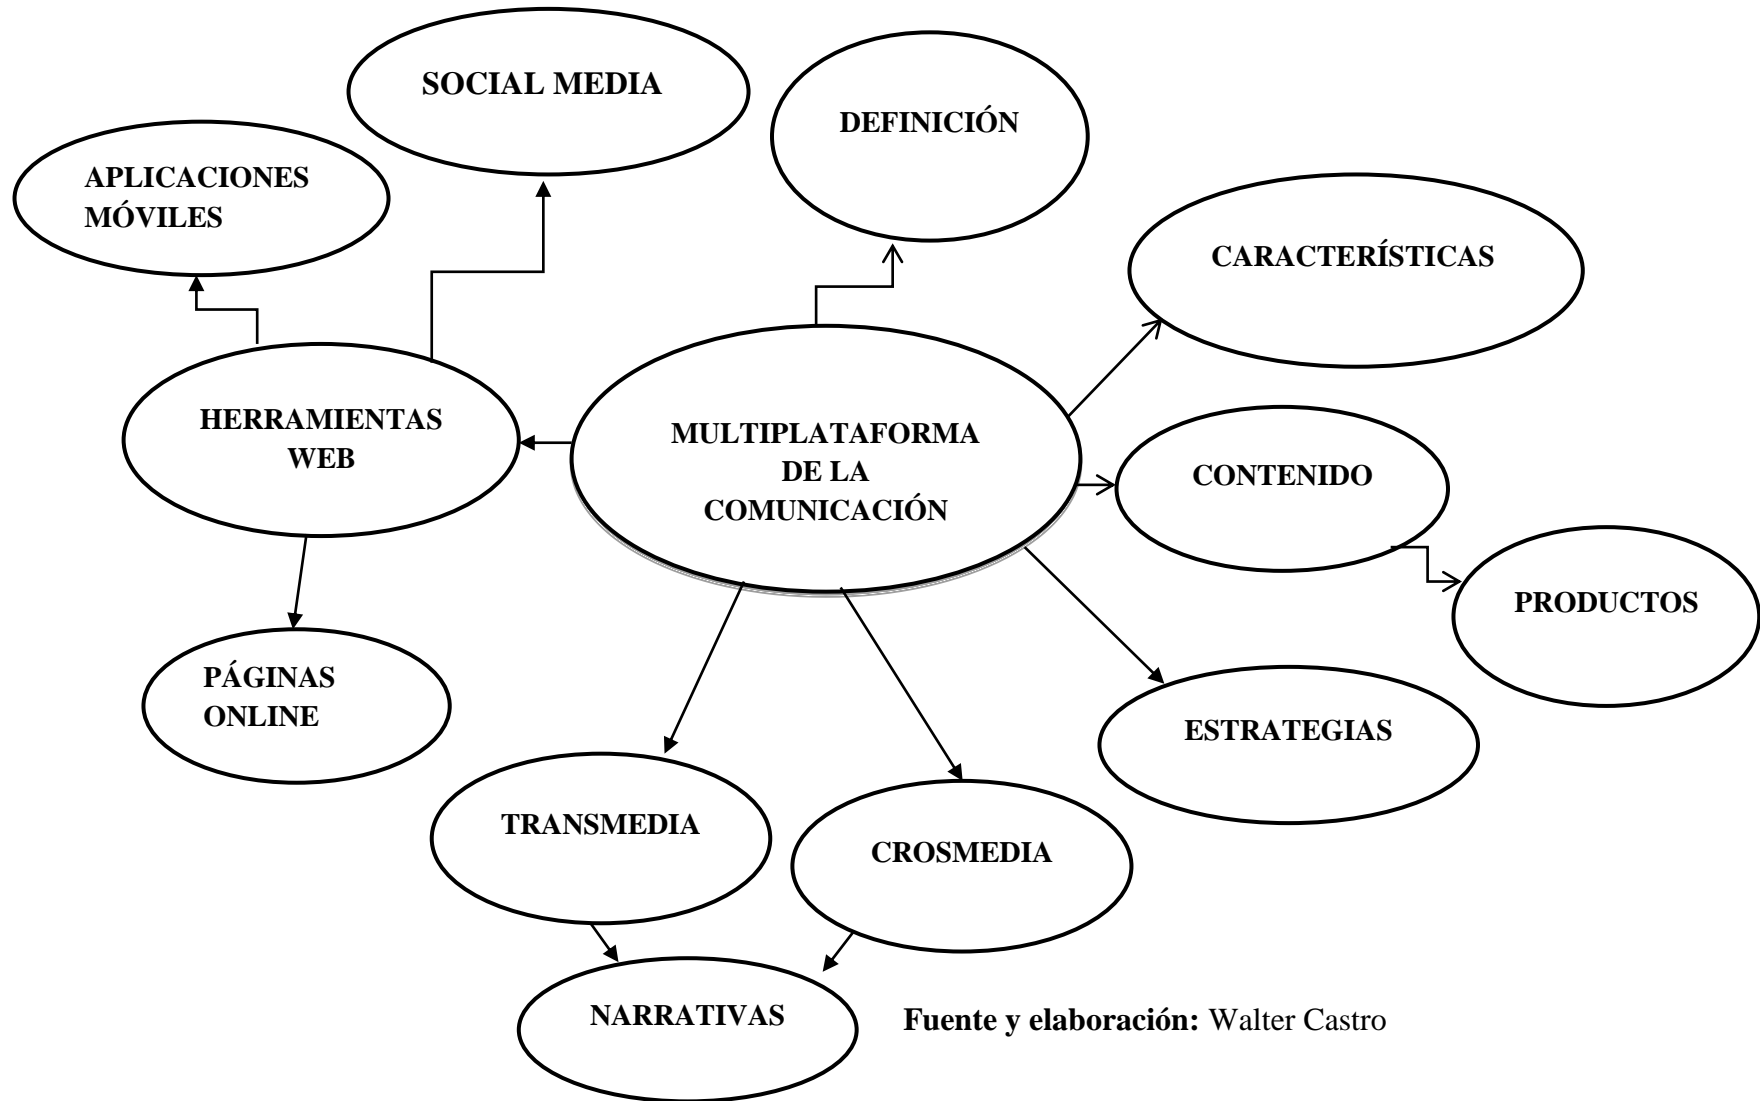 SOCIAL MEDIA
DEFINICIÓN
APLICACIONES
MÓVILES
CARACTERÍSTICAS
HERRAMIENTAS
WEB
MULTIPLATAFORMA
DE LA
COMUNICACIÓN
CONTENIDO
PRODUCTOS
PÁGINAS
ONLINE
ESTRATEGIAS
TRANSMEDIA
CROSMEDIA
NARRATIVAS
Fuente y elaboración: Walter Castro